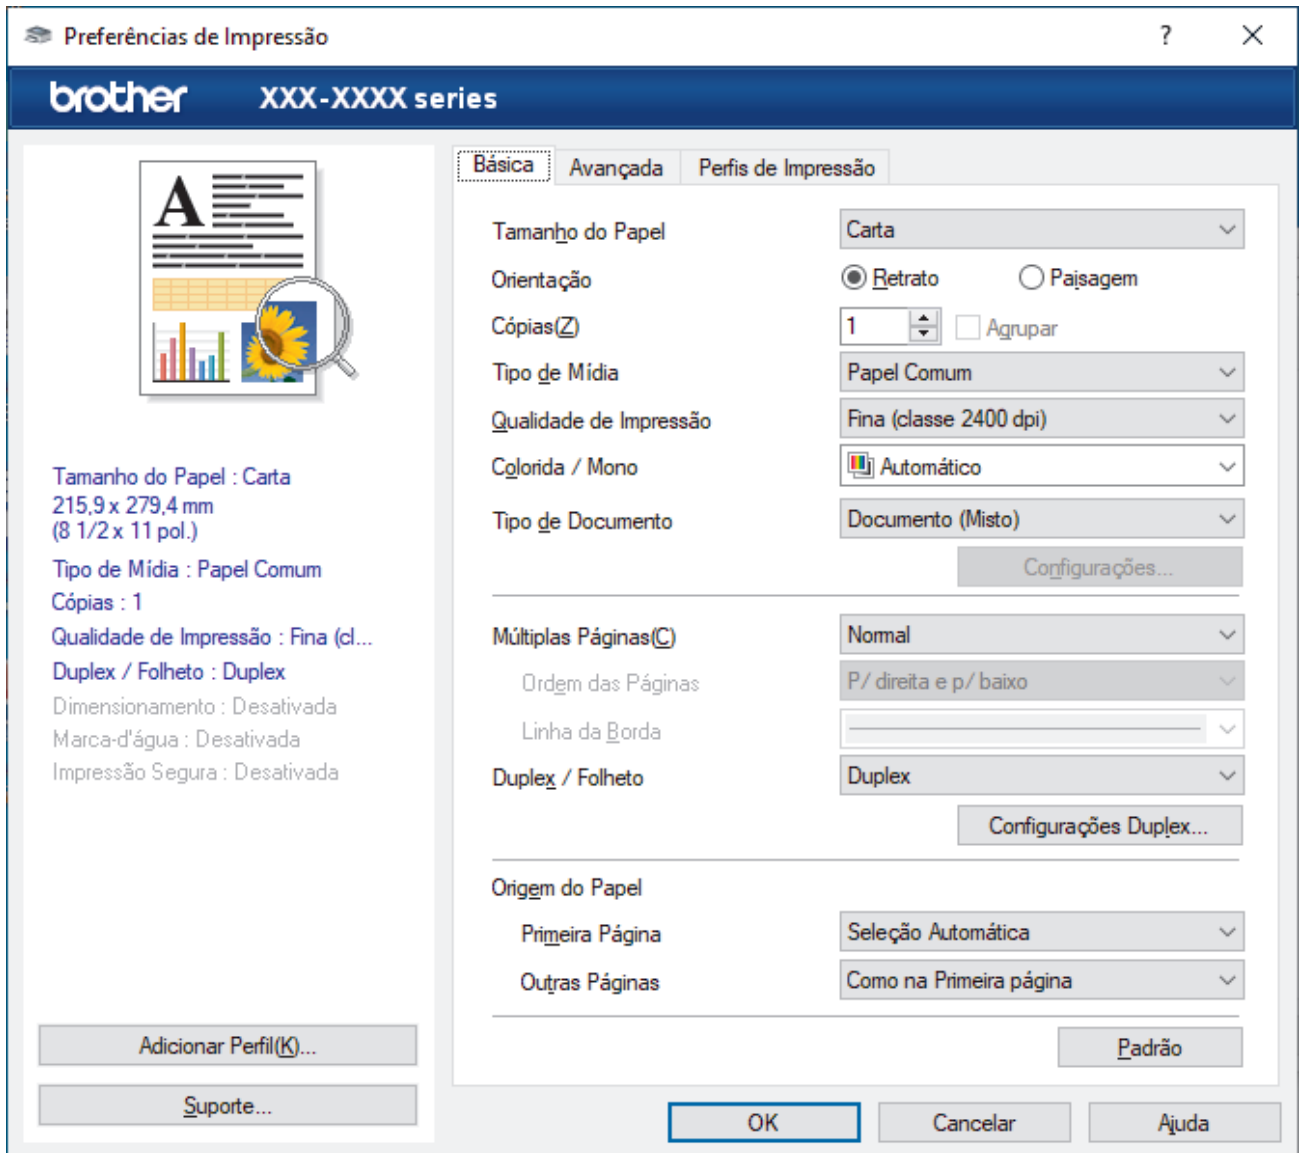 Preferências de Impressão ?
brother XXX-XXXX series
A
Tamanho do Papel : Carta
215,9 x 279,4 mm
(8 1/2 x 11 pol.)
Tipo de Mídia : Papel Comum
Cópias : 1
Qualidade de Impressão : Fina (cl...
Duplex / Folheto : Duplex
Dimensionamento : Desativada
Marca-d'água : Desativada
Impressão Segura : Desativada
Adicionar Perfil(K)...
Suporte...
Básica Avançada Perfis de Impressão
Tamanho do Papel Carta
Orientação Retrato Paisagem
Cópias(Z) 1 Agrupar
Tipo de Mídia Papel Comum
Qualidade de Impressão Fina (classe 2400 dpi)
Colorida / Mono Automático
Tipo de Documento Documento (Misto)
Configurações...
Múltiplas Páginas(C) Normal
Ordem das Páginas P/ direita e p/ baixo
Linha da Borda
Duplex / Folheto Duplex
Configurações Duplex...
Origem do Papel
Primeira Página Seleção Automática
Outras Páginas Como na Primeira página
Padrão
OK Cancelar Ajuda